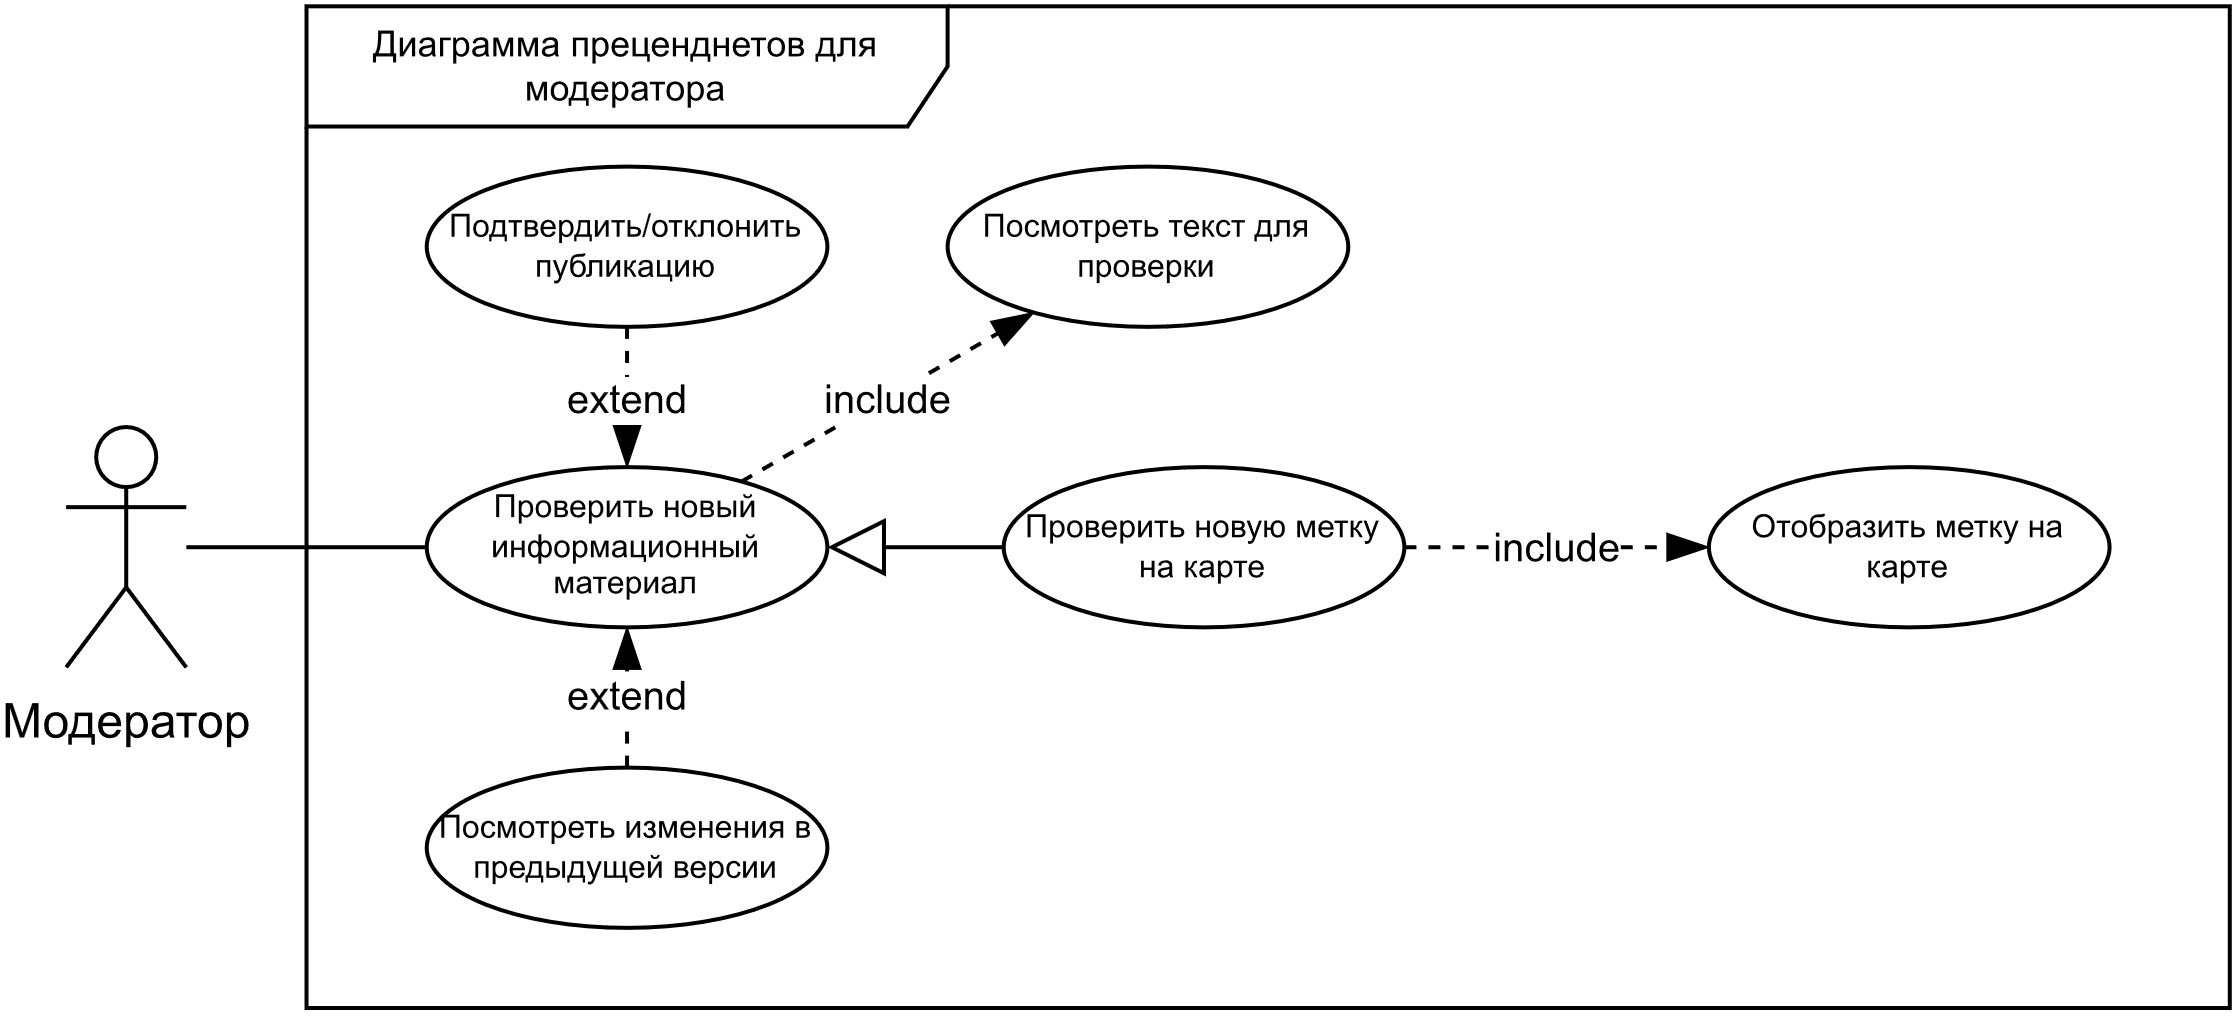 Диаграмма преценднетов для
модератора
Подтвердить/отклонить
публикацию
Посмотреть текст для
проверки
extend
include
Проверить новый
информационный
материал
Проверить новую метку
на карте
include
Отобразить метку на
карте
extend
Модератор
Посмотреть изменения в
предыдущей версии